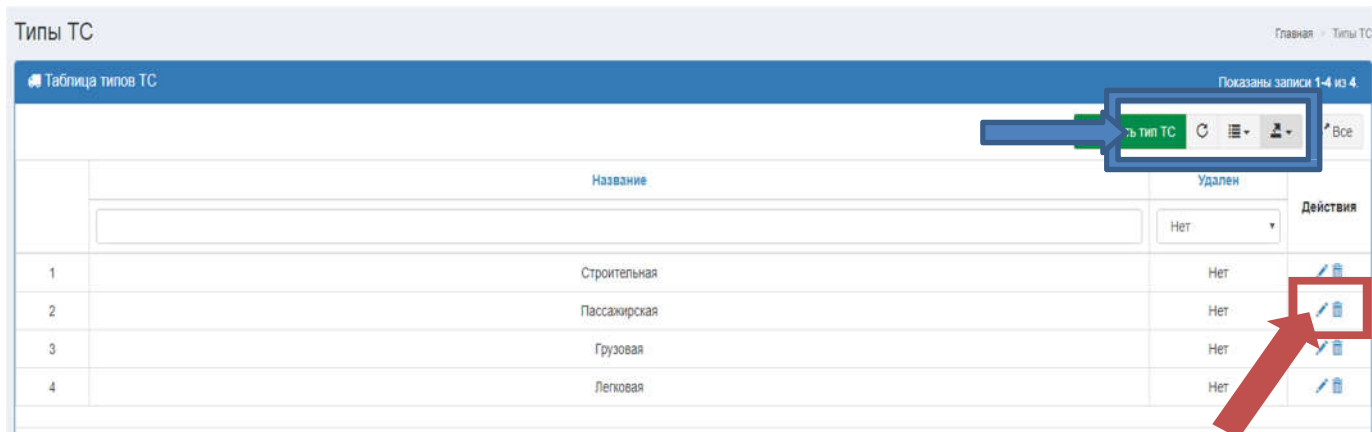 Типы ТС
Главная > Типы ТС
Таблица типов ТС
Показаны записи 1-4 из 4.
тип ТС
Все
Название
Удален
Действия
Нет
1 Строительная Нет
2 Пассажирская Нет
3 Грузовая Нет
4 Легковая Нет